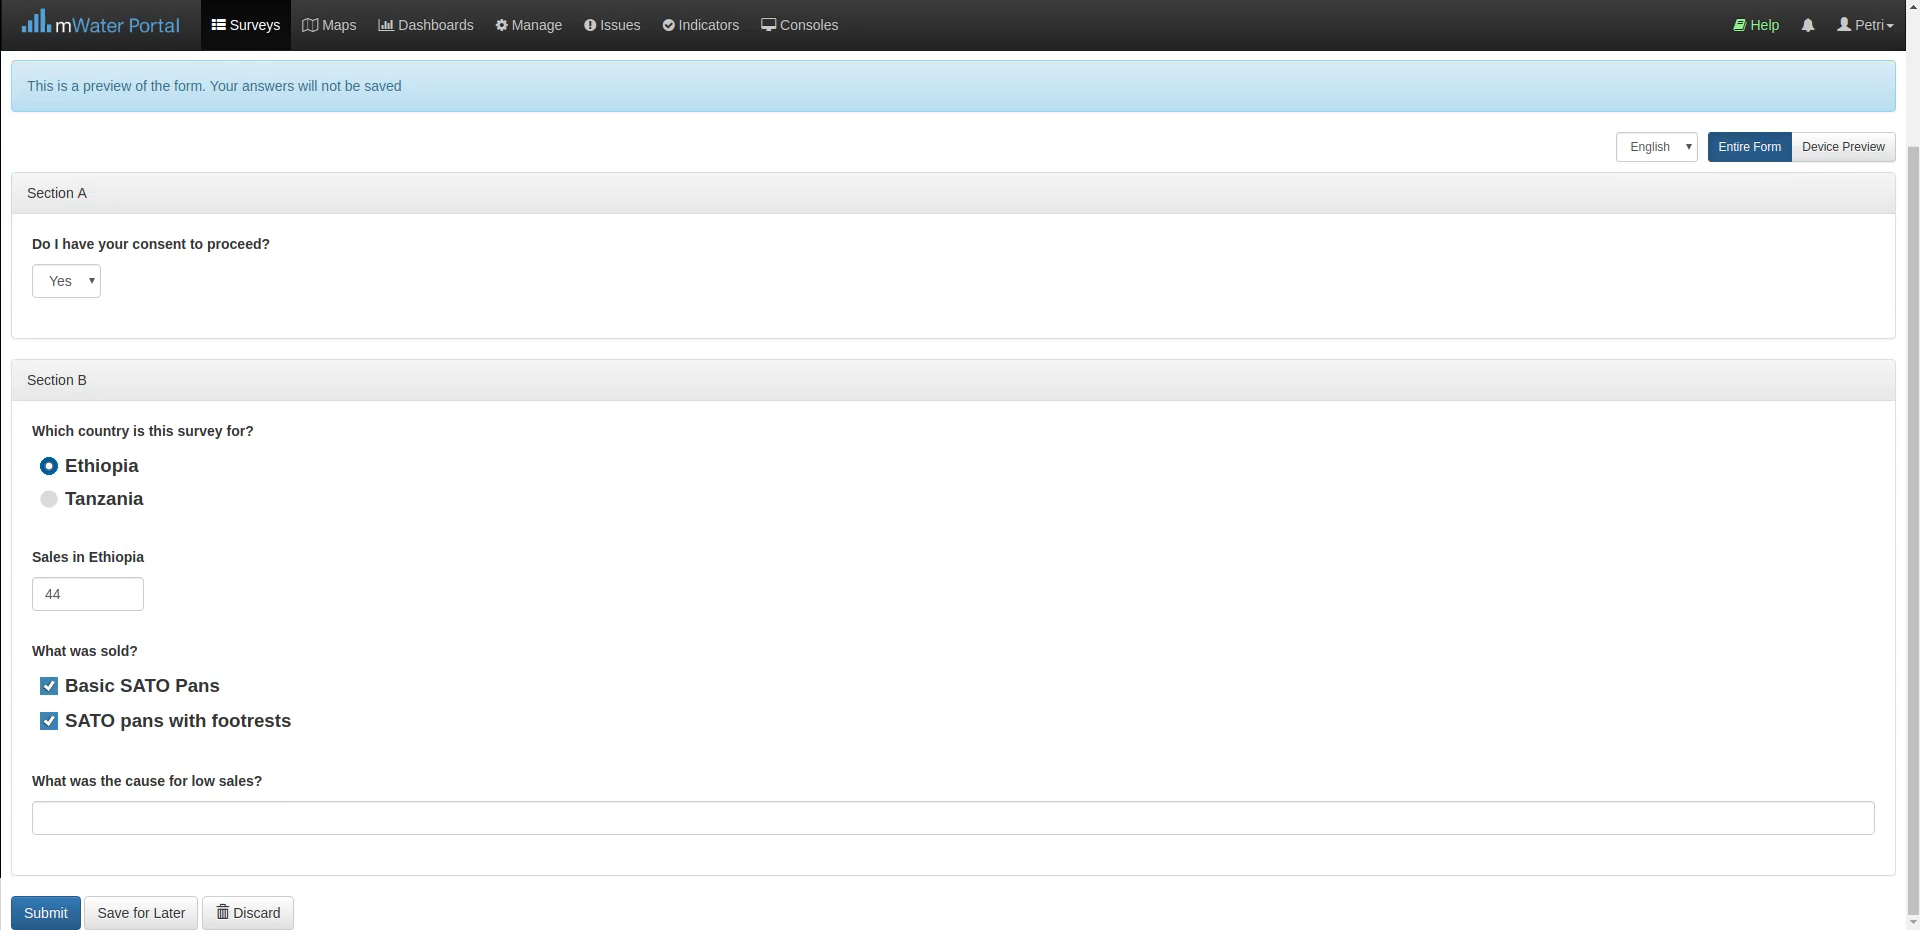 mWater Portal Surveys Maps Dashboards Manage Issues Indicators Consoles Help Petri
This is a preview of the form. Your answers will not be saved
English Entire Form Device Preview
Section A
Do I have your consent to proceed?
Yes
Section B
Which country is this survey for?
Ethiopia
Tanzania
Sales in Ethiopia
44
What was sold?
Basic SATO Pans
SATO pans with footrests
What was the cause for low sales?
Submit Save for Later Discard